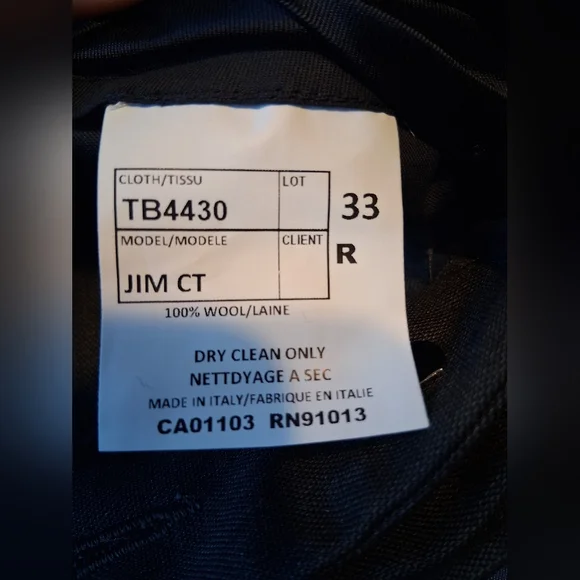 CLOTH/TISSU LOT
TB4430 33
MODEL/MODELE CLIENT R
JIM CT
100% WOOL/LAINE
DRY CLEAN ONLY
NETTDYAGE A SEC
MADE IN ITALY/FABRIQUE EN ITALIE
CA01103 RN91013